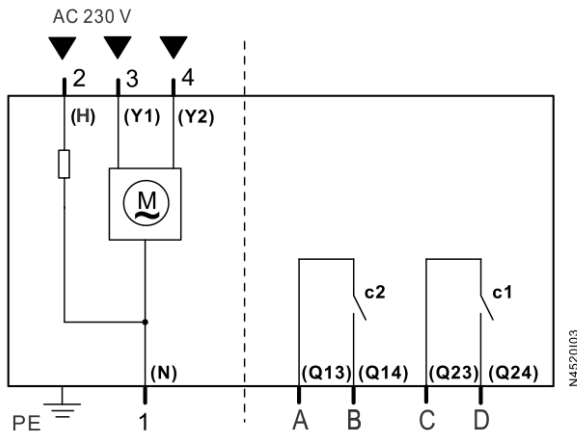 AC 230 V
2 3 4
(H) (Y1) (Y2)
M
c2 c1
(N) (Q13) (Q14) (Q23) (Q24)
PE 1 A B C D
N4520I03